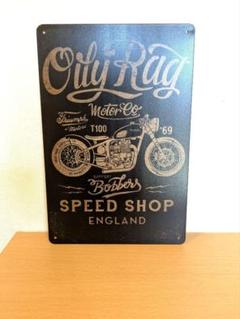 Oily Rag
Motor Co
Triumph
T100
'69
Bobbers
SPEED SHOP
ENGLAND